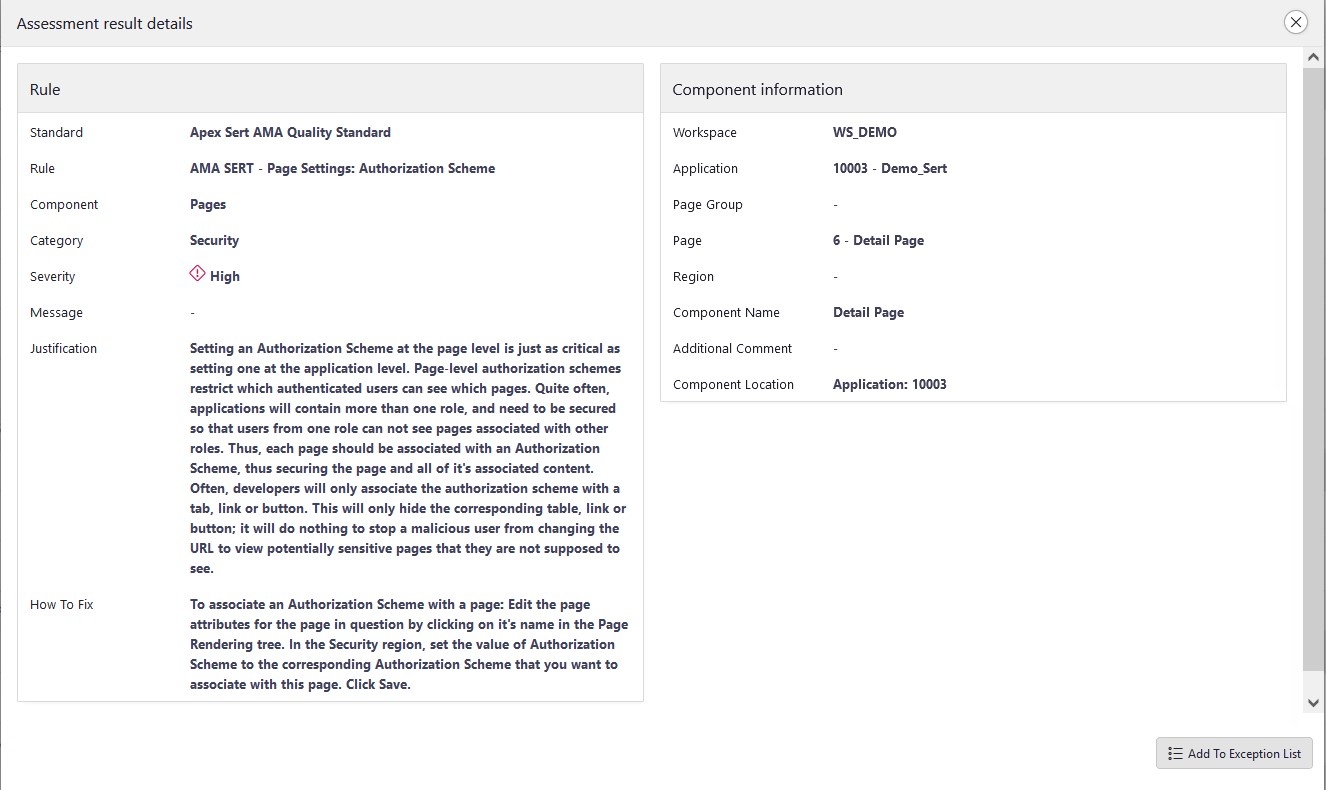 Assessment result details
Rule
Standard
Apex Sert AMA Quality Standard
Rule
AMA SERT - Page Settings: Authorization Scheme
Component
Pages
Category
Security
Severity
High
Message
-
Justification
Setting an Authorization Scheme at the page level is just as critical as
setting one at the application level. Page-level authorization schemes
restrict which authenticated users can see which pages. Quite often,
applications will contain more than one role, and need to be secured
so that users from one role can not see pages associated with other
roles. Thus, each page should be associated with an Authorization
Scheme, thus securing the page and all of it's associated content.
Often, developers will only associate the authorization scheme with a
tab, link or button. This will only hide the corresponding table, link or
button; it will do nothing to stop a malicious user from changing the
URL to view potentially sensitive pages that they are not supposed to
see.
How To Fix
To associate an Authorization Scheme with a page: Edit the page
attributes for the page in question by clicking on it's name in the Page
Rendering tree. In the Security region, set the value of Authorization
Scheme to the corresponding Authorization Scheme that you want to
associate with this page. Click Save.
Component information
Workspace
WS_DEMO
Application
10003 - Demo_Sert
Page Group
-
Page
6 - Detail Page
Region
-
Component Name
Detail Page
Additional Comment
-
Component Location
Application: 10003
Add To Exception List